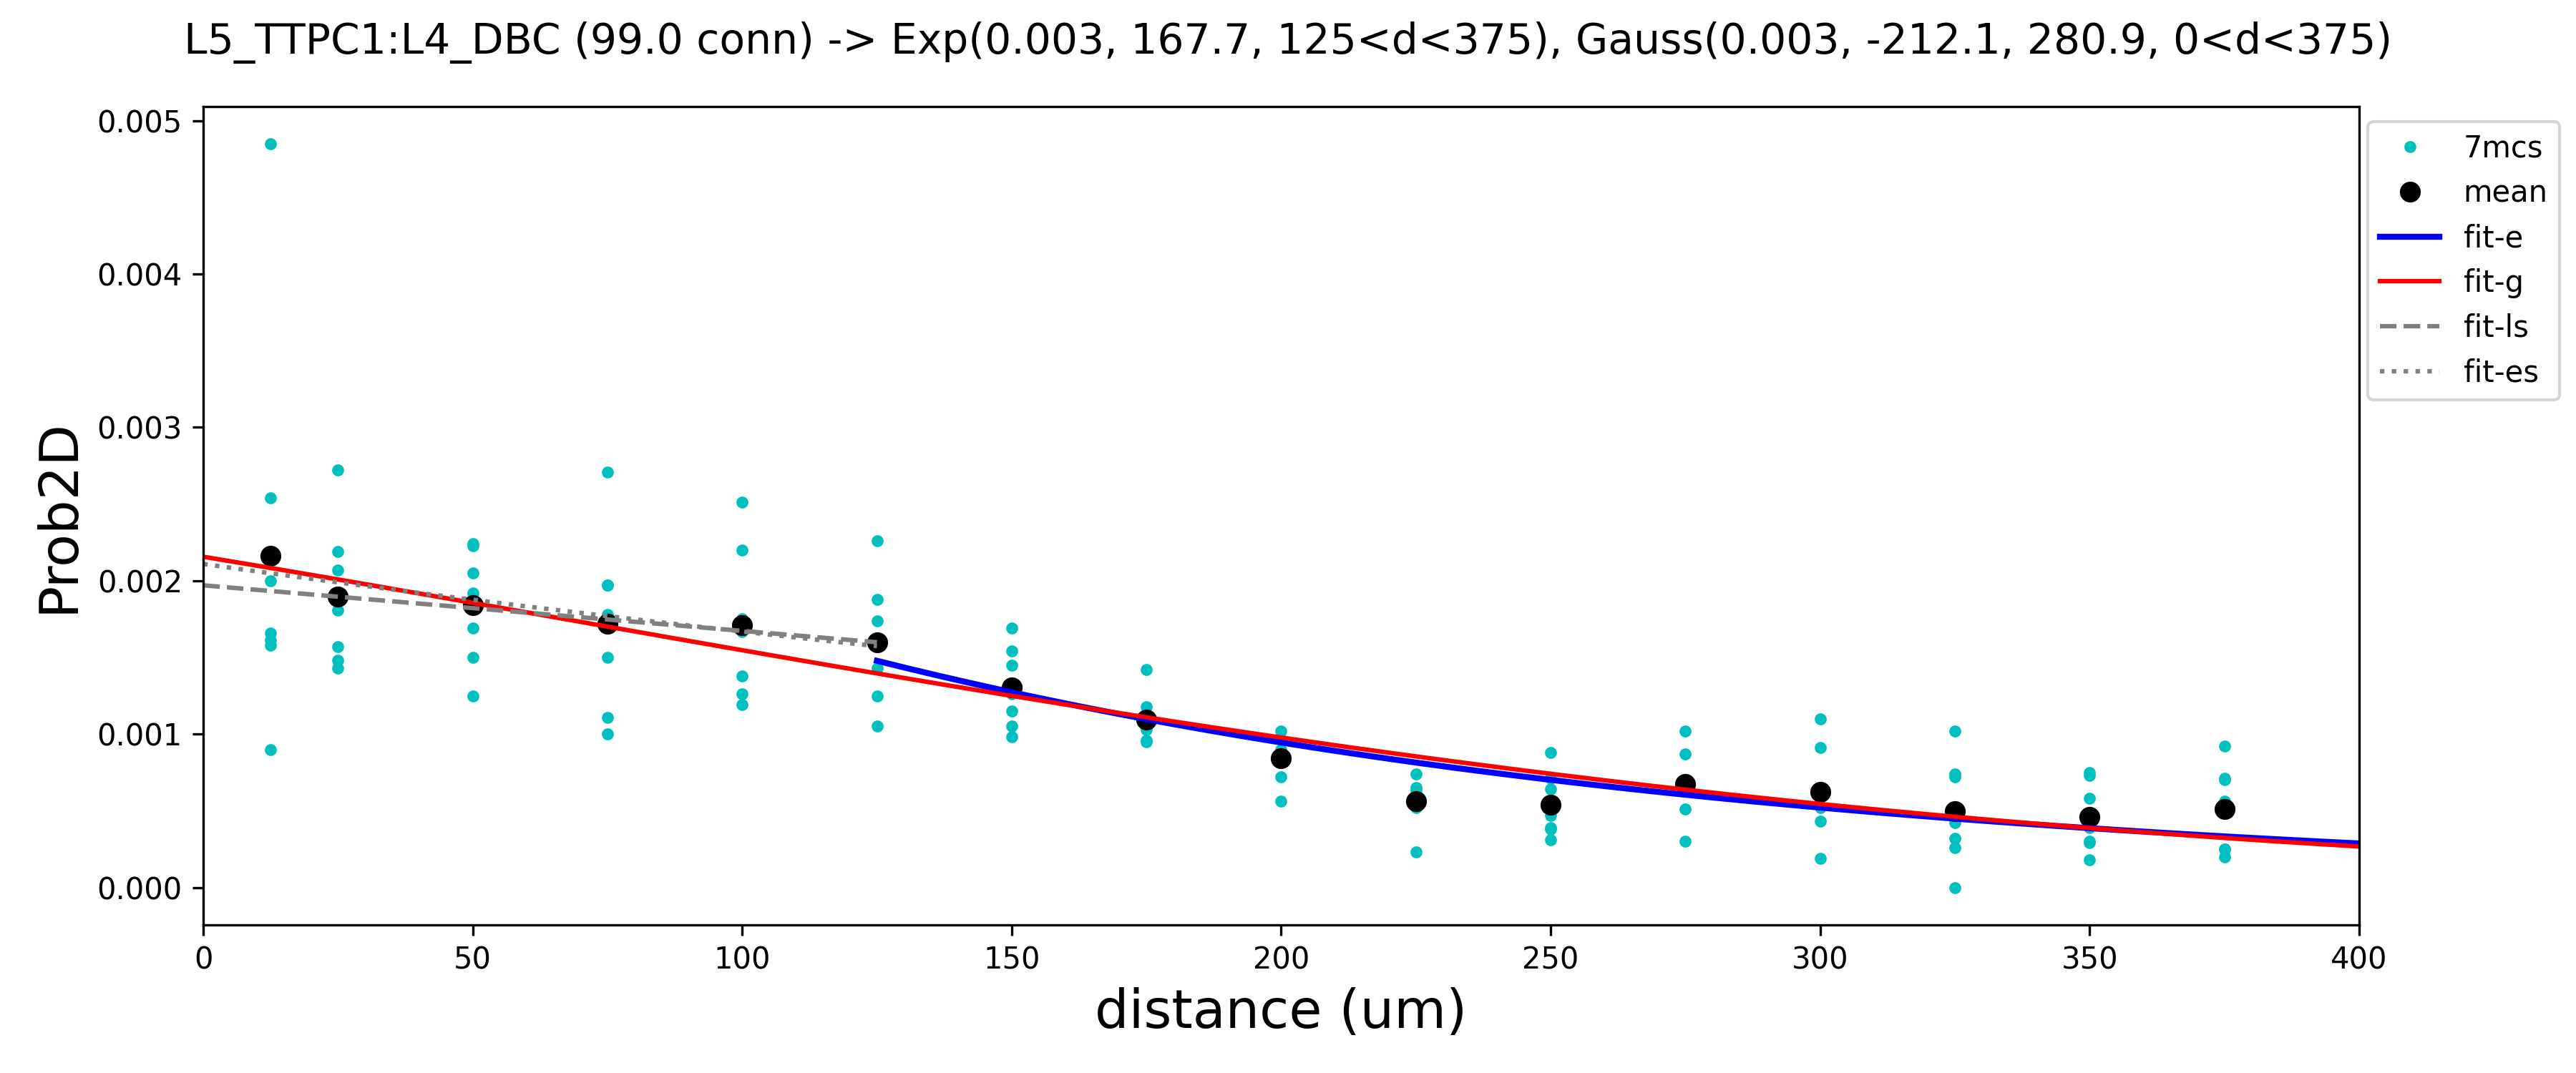 L5_TTPC1:L4_DBC (99.0 conn) -> Exp(0.003, 167.7, 125<d<375), Gauss(0.003, -212.1, 280.9, 0<d<375)
0.005
0.004
0.003
0.002
0.001
0.000
Prob2D
0 50 100 150 200 250 300 350 400
distance (um)
7mcs
mean
fit-e
fit-g
fit-ls
fit-es